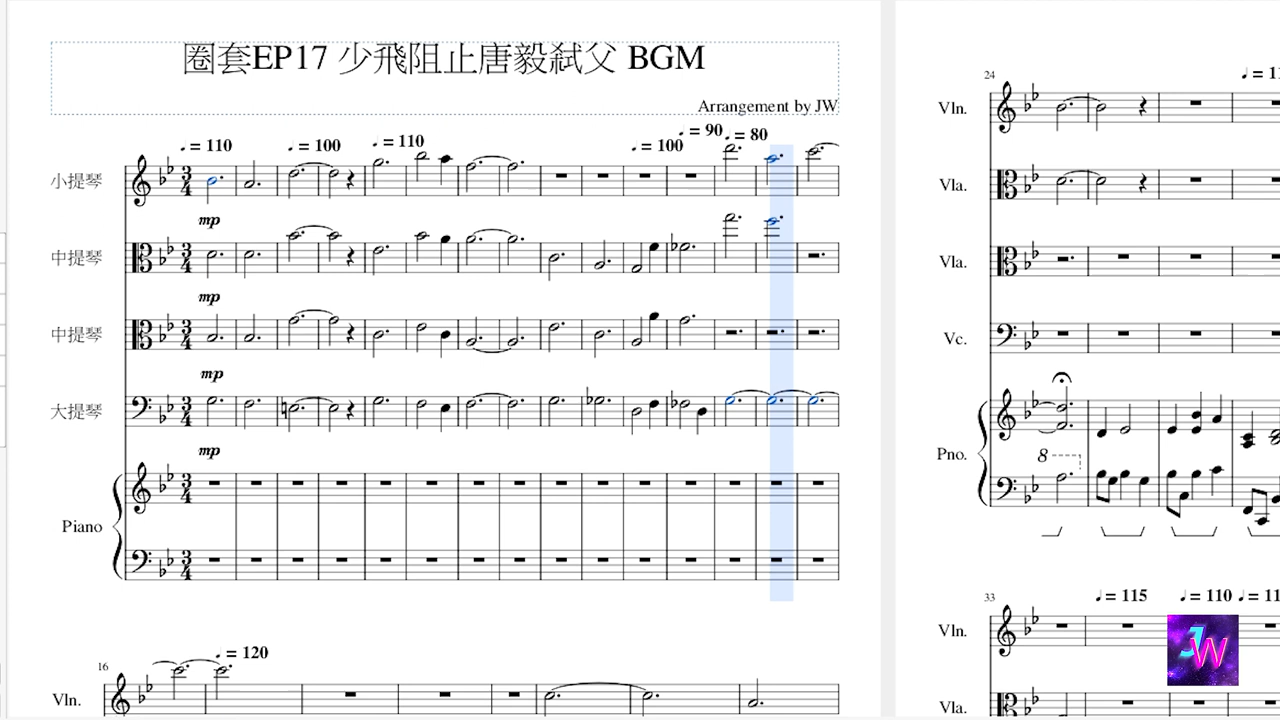 圈套EP17 少飛阻止唐毅弒父 BGM
Arrangement by JW
♩. = 110
♩. = 100
♩. = 110
♩. = 100
♩. = 90
♩. = 80
小提琴
mp
中提琴
mp
中提琴
mp
大提琴
mp
Piano
16
♩. = 120
Vln.
24
Vln.
Vla.
Vla.
Vc.
8
Pno.
33
♩ = 115
♩ = 110
Vln.
JW
Vla.